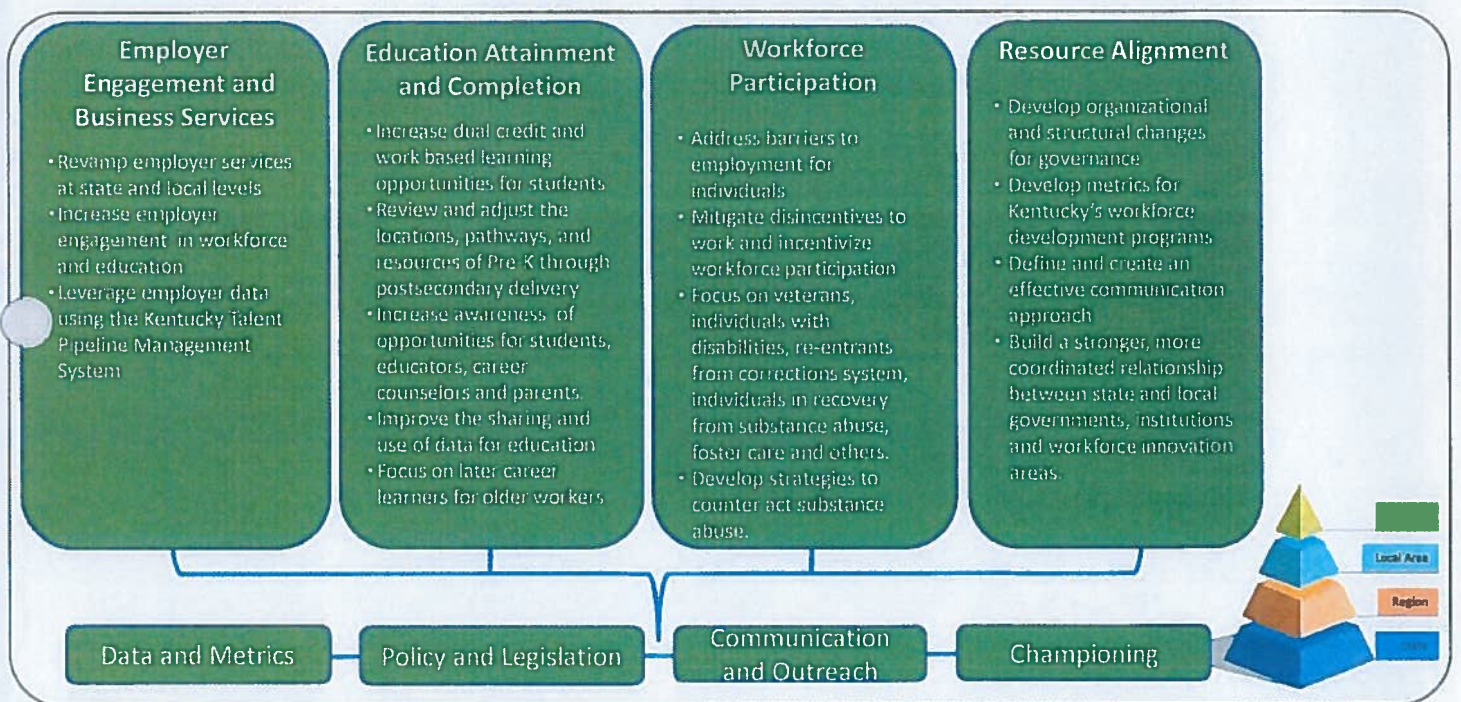 Employer
Engagement and
Business Services
• Revamp employer services
at state and local levels
• Increase employer
engagement in workforce
and education
• Leverage employer data
using the Kentucky Talent
Pipeline Management
System
Education Attainment
and Completion
• Increase dual credit and
work based learning
opportunities for students
• Review and adjust the
locations, pathways, and
resources of Pre-K through
postsecondary delivery
• Increase awareness of
opportunities for students,
educators, career
counselors and parents.
• Improve the sharing and
use of data for education
• Focus on later career
learners for older workers
Workforce
Participation
• Address barriers to
employment for
individuals
• Mitigate disincentives to
work and incentivize
workforce participation
• Focus on veterans,
individuals with
disabilities, re-entrants
from corrections system,
individuals in recovery
from substance abuse,
foster care and others.
• Develop strategies to
counter act substance
abuse.
Resource Alignment
• Develop organizational
and structural changes
for governance
• Develop metrics for
Kentucky's workforce
development programs
• Define and create an
effective communication
approach
• Build a stronger, more
coordinated relationship
between state and local
governments, institutions
and workforce innovation
areas.
Local Area
Region
Data and Metrics
Policy and Legislation
Communication
and Outreach
Championing